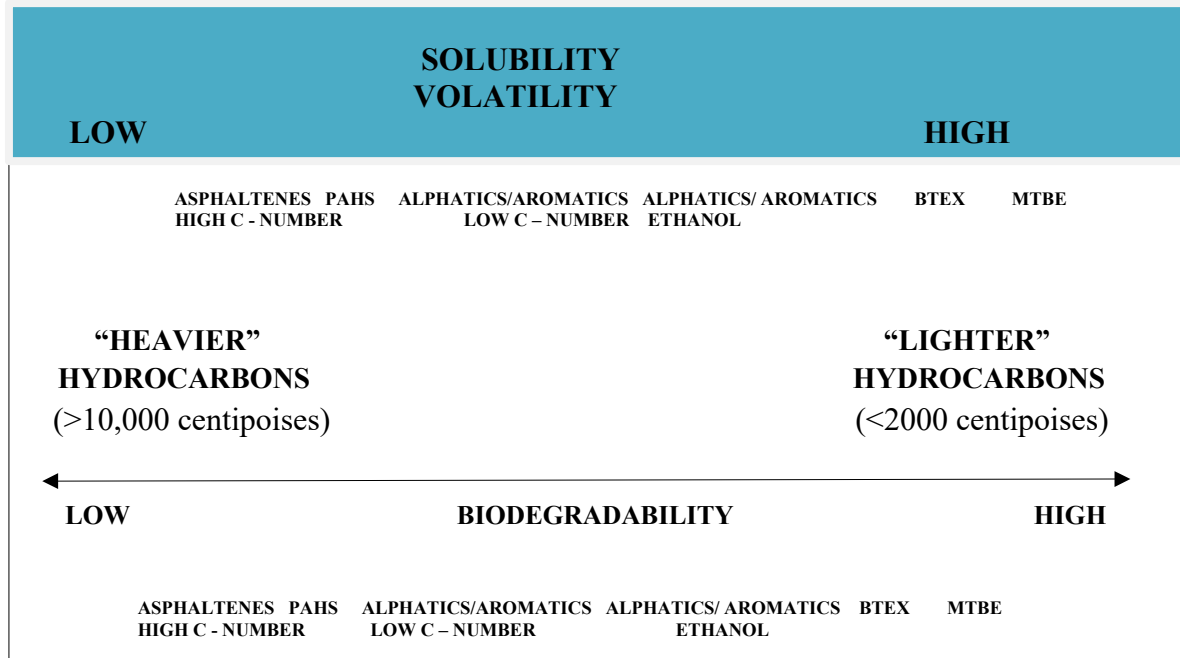 SOLUBILITY
VOLATILITY
LOW HIGH
ASPHALTENES PAHS ALPHATICS/AROMATICS ALPHATICS/ AROMATICS BTEX MTBE
HIGH C - NUMBER LOW C – NUMBER ETHANOL
“HEAVIER” “LIGHTER”
HYDROCARBONS HYDROCARBONS
(>10,000 centipoises) (<2000 centipoises)
LOW BIODEGRADABILITY HIGH
ASPHALTENES PAHS ALPHATICS/AROMATICS ALPHATICS/ AROMATICS BTEX MTBE
HIGH C - NUMBER LOW C – NUMBER ETHANOL